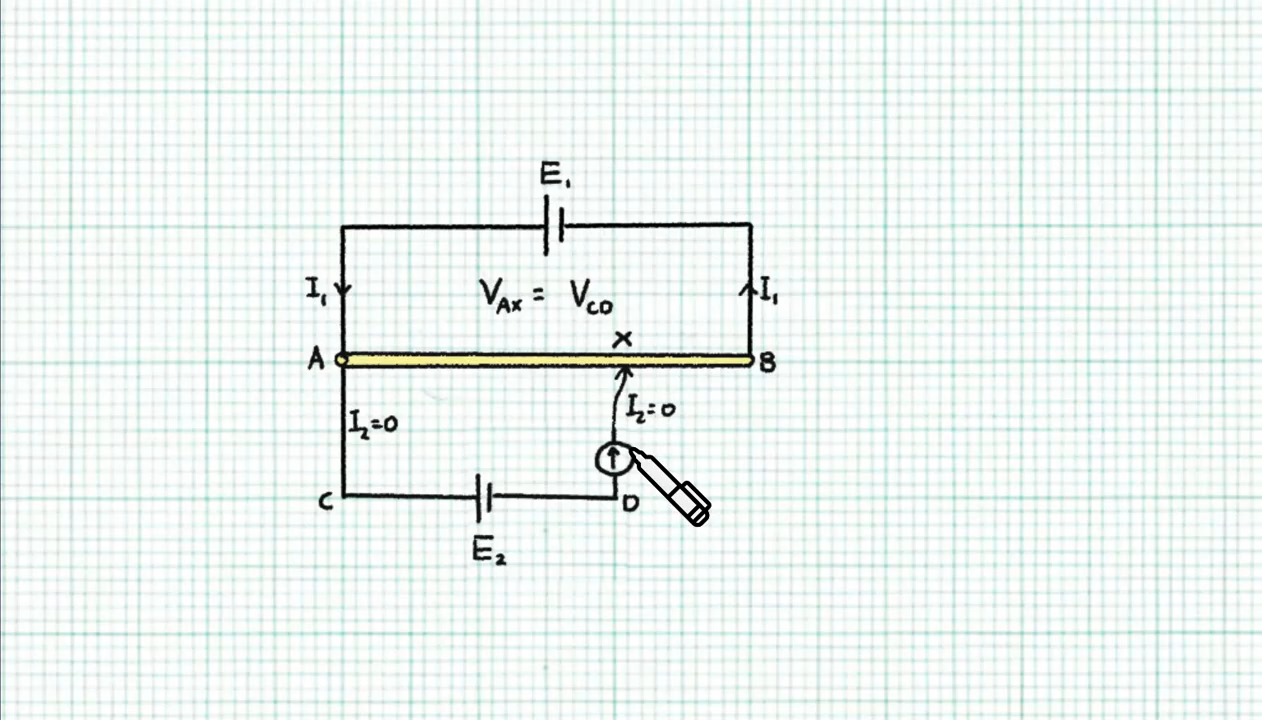 E₁
I₁
V_AX = V_CD
I₁
X
A
B
I₂=0
I₂=0
C
D
E₂